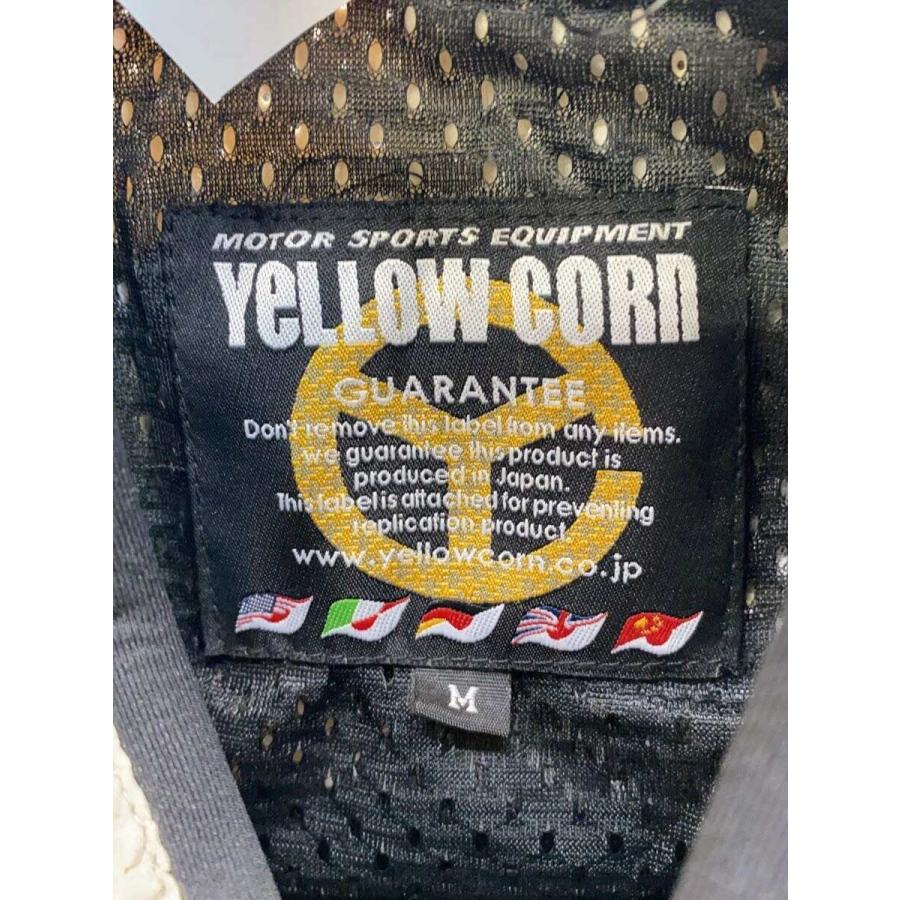 MOTOR SPORTS EQUIPMENT
YeLLOW CORn
GUARANTEE
Don't remove this label from any items.
we guarantee this product is
produced in Japan.
This label is attached for preventing
replication product.
www.yellowcorn.co.jp
M